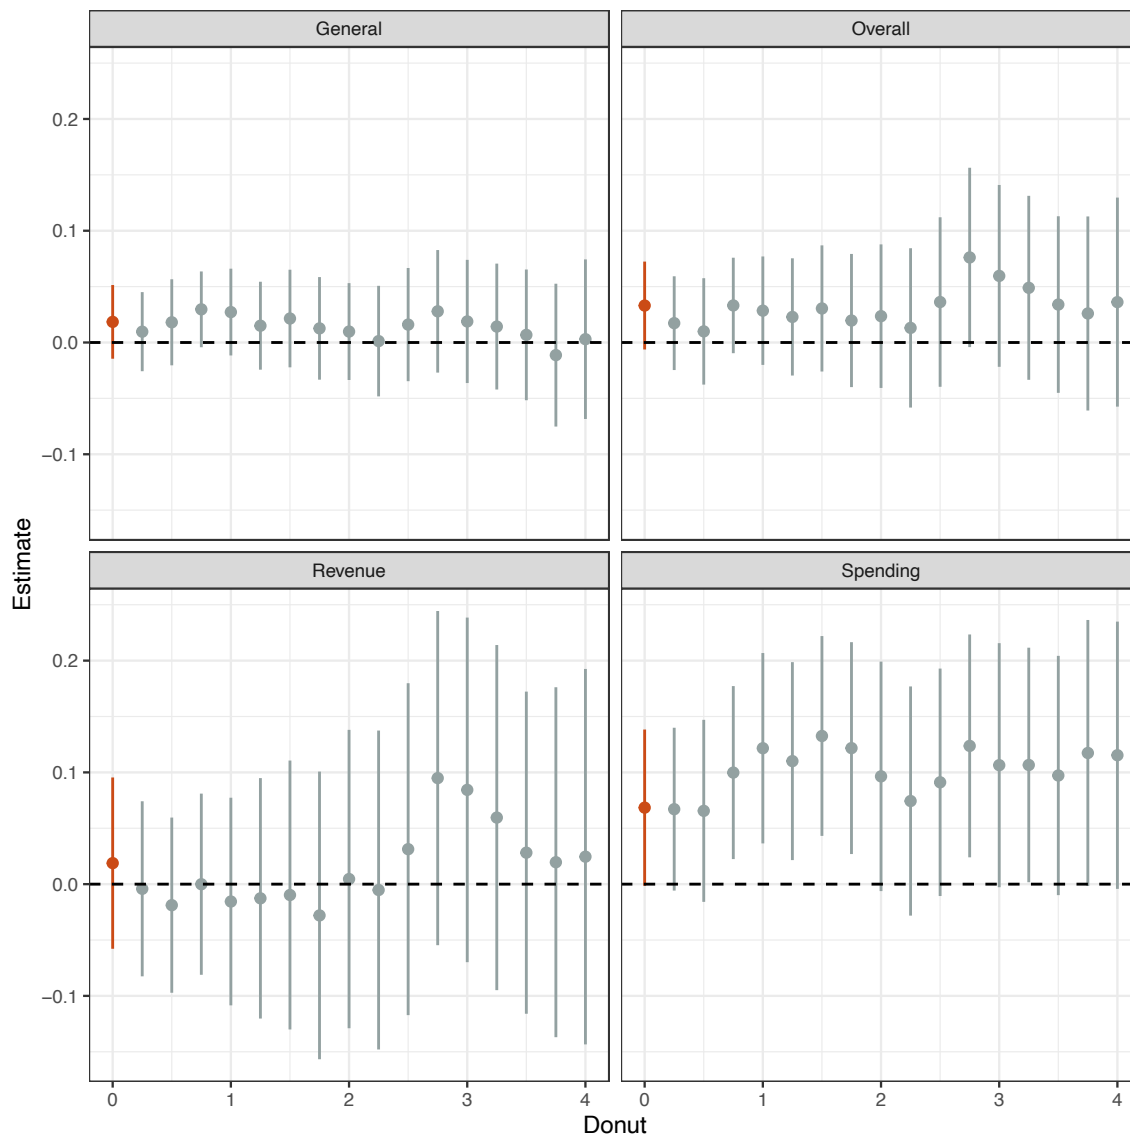 General
Overall
0.2
0.1
0.0
−0.1
Revenue
Spending
0.2
0.1
0.0
−0.1
0 1 2 3 4 0 1 2 3 4
Donut
Estimate